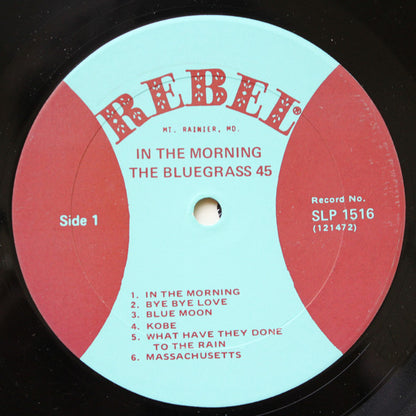 REBEL®
MT. RAINIER, MD.
IN THE MORNING
THE BLUEGRASS 45
Side 1
Record No.
SLP 1516
(121472)
1. IN THE MORNING
2. BYE BYE LOVE
3. BLUE MOON
4. KOBE
5. WHAT HAVE THEY DONE
TO THE RAIN
6. MASSACHUSETTS